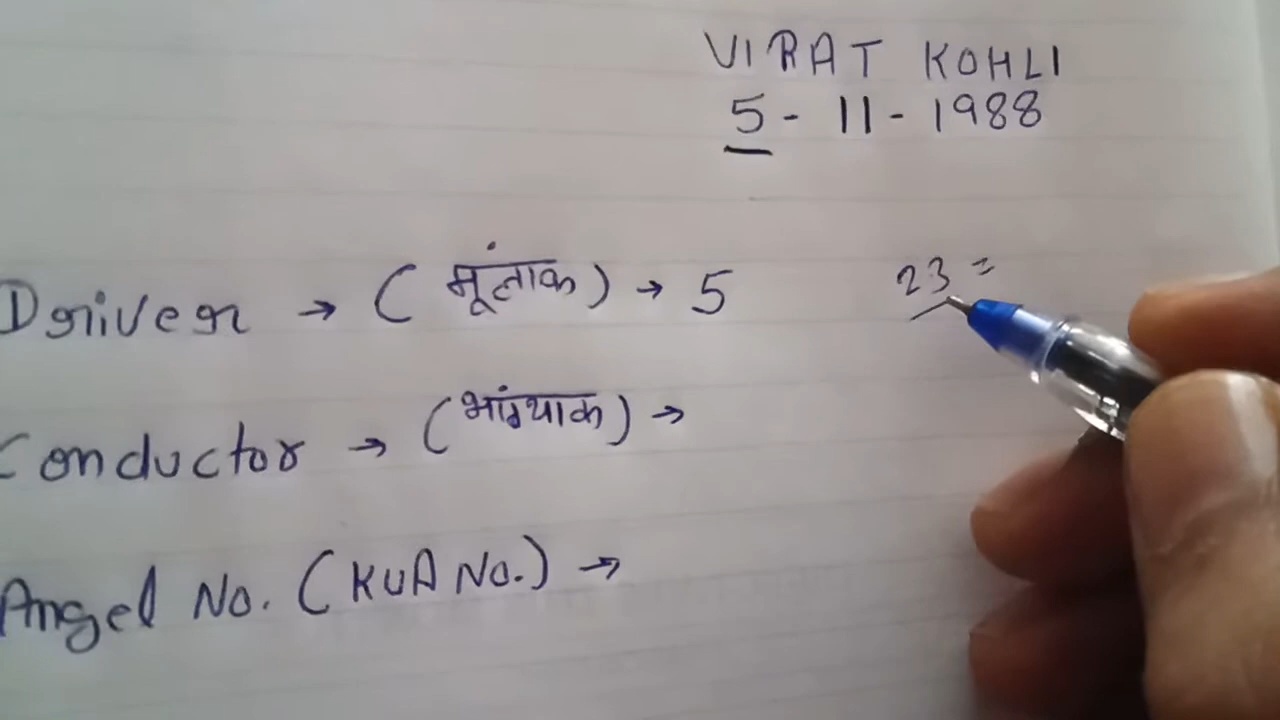 VIRAT KOHLI
5 - 11 - 1988
Driver → (मूंलाक) → 5 23 =
Conductor → (भांग्याक) →
Angel No. (KUA No.) →